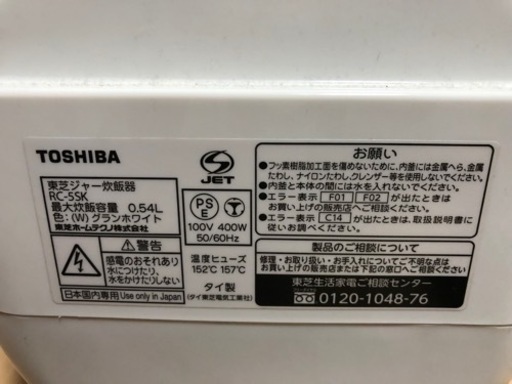 TOSHIBA
東芝ジャー炊飯器
RC-5SK
最大炊飯容量 0.54L
色:(W)グランホワイト
東芝ホームテクノ株式会社
警告
感電のおそれあり
水につけたり、
水をかけたりしない
日本国内専用 Use only in Japan
S
JET
PS
E
100V 400W
50/60Hz
温度ヒューズ
152℃ 157℃
タイ製
(タイ東芝電気工業社)
お願い
●フッ素樹脂加工面を傷めないために、内釜には金属へら、金属
たわし、ナイロンたわし、クレンザー等を使用しないでください。
●内釜と本体の間には水を入れないでください。
●エラー表示 F01 F02 が出たときは
お買い上げの販売店へご相談ください。
●エラー表示 C14 が出たときは、取扱説明書に
従いお調べください。
製品のご相談について
修理・お取り扱い・お手入れについてご不明な点は
お買い上げの販売店または下記の窓口へご相談ください
東芝生活家電ご相談センター
0120-1048-76